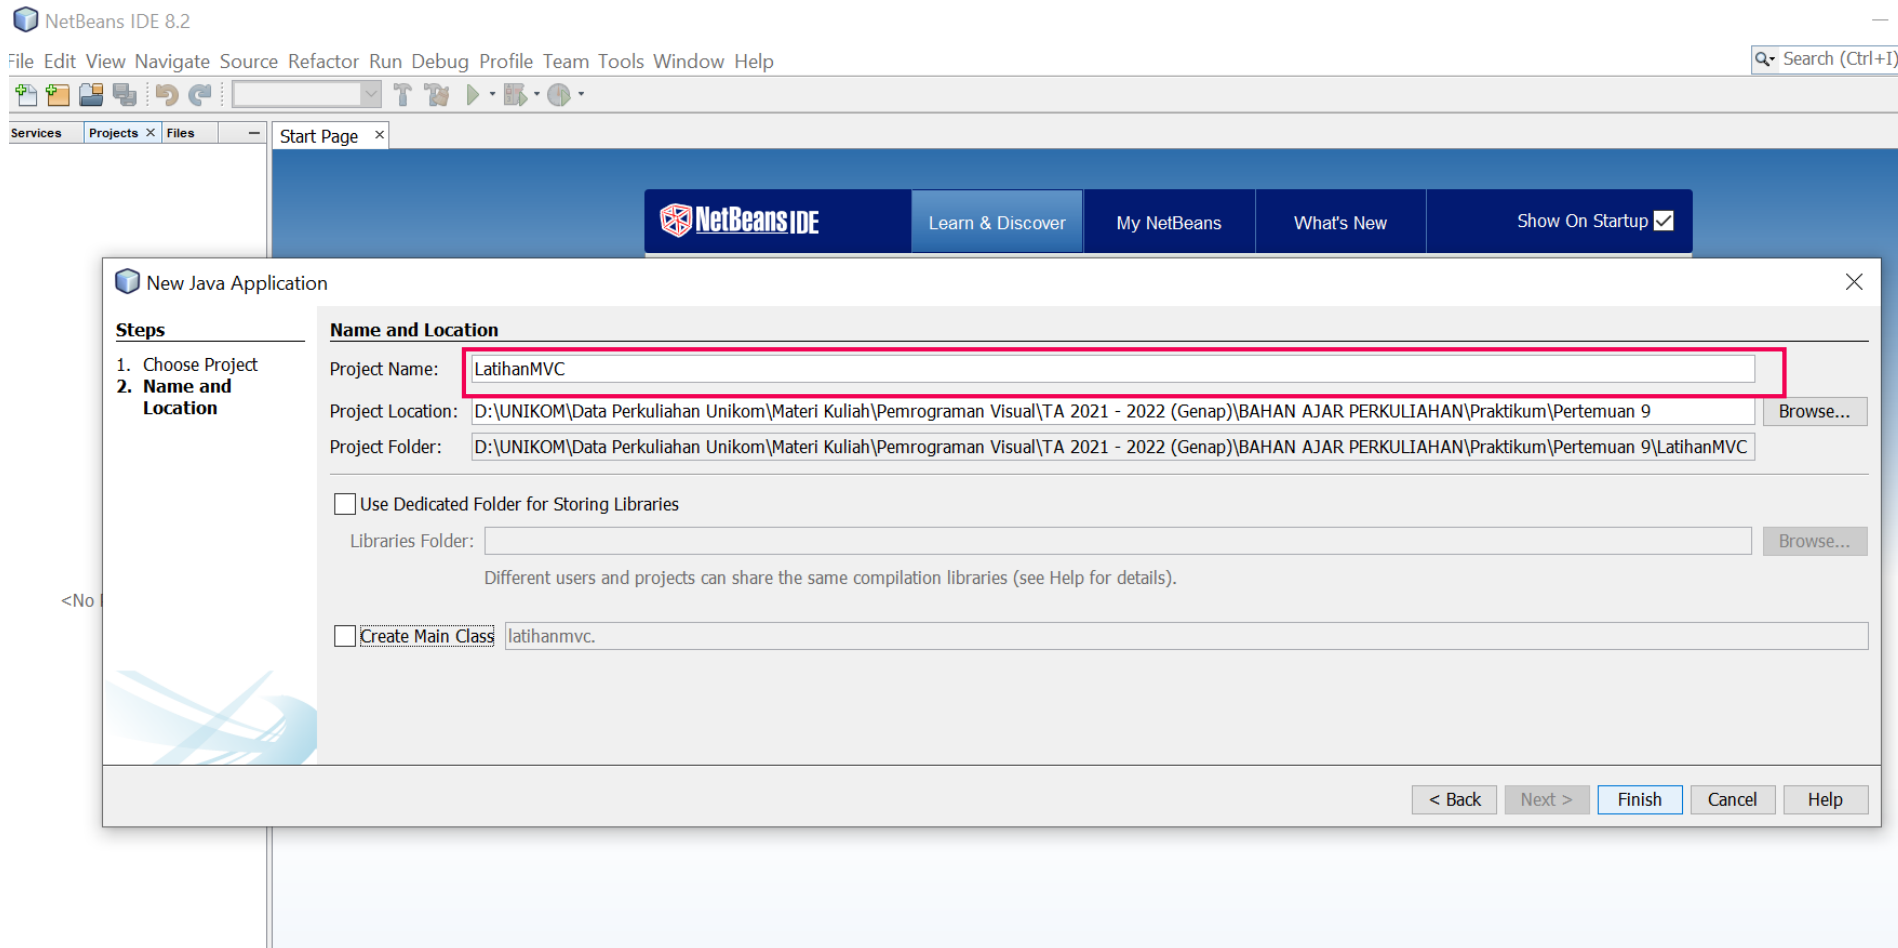 NetBeans IDE 8.2
File Edit View Navigate Source Refactor Run Debug Profile Team Tools Window Help
Search (Ctrl+I)
Services Projects Files
Start Page
NetBeans IDE Learn & Discover My NetBeans What's New Show On Startup
New Java Application
Steps
1. Choose Project
2. Name and
Location
Name and Location
Project Name: LatihanMVC
Project Location: D:\UNIKOM\Data Perkuliahan Unikom\Materi Kuliah\Pemrograman Visual\TA 2021 - 2022 (Genap)\BAHAN AJAR PERKULIAHAN\Praktikum\Pertemuan 9 Browse...
Project Folder: D:\UNIKOM\Data Perkuliahan Unikom\Materi Kuliah\Pemrograman Visual\TA 2021 - 2022 (Genap)\BAHAN AJAR PERKULIAHAN\Praktikum\Pertemuan 9\LatihanMVC
Use Dedicated Folder for Storing Libraries
Libraries Folder: Browse...
Different users and projects can share the same compilation libraries (see Help for details).
<No
Create Main Class latihanmvc.
< Back Next > Finish Cancel Help